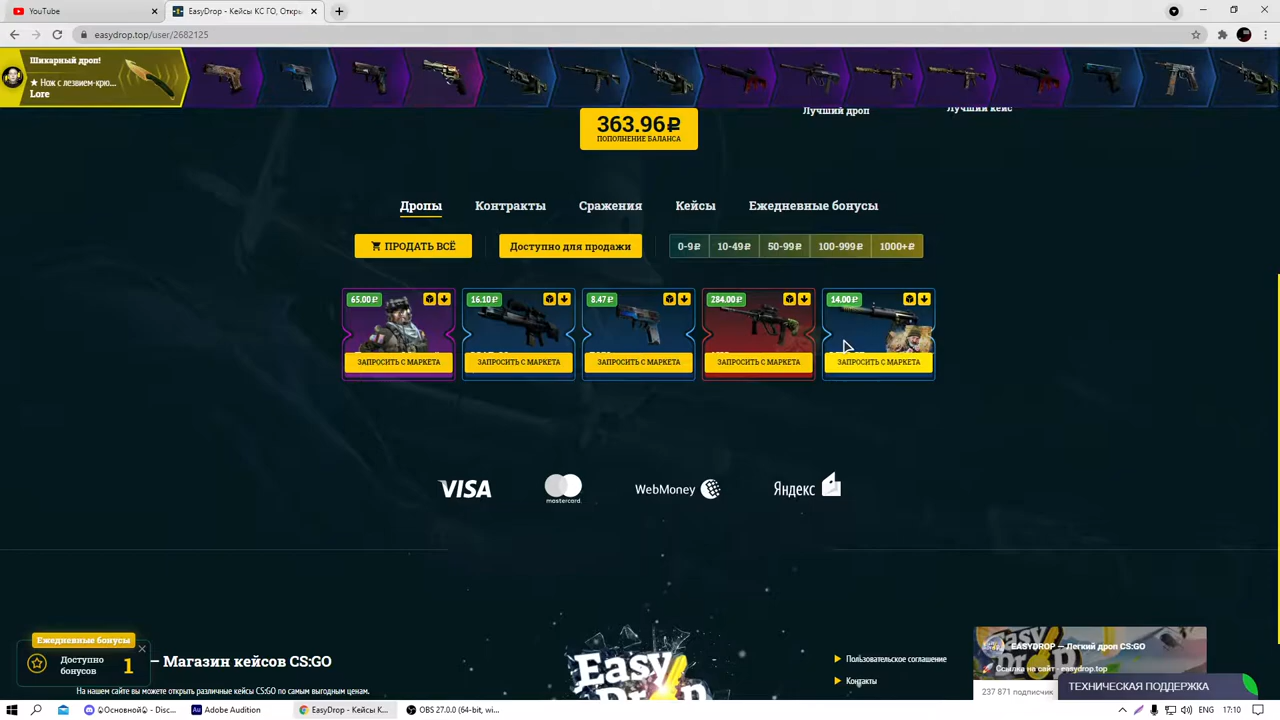 YouTube
EasyDrop - Кейсы КС ГО, Откры
easydrop.top/user/2682125
Шикарный дроп!
★ Нож с лезвием-крю...
Lore
Лучший дроп
Лучший кейс
363.96₽
ПОПОЛНЕНИЕ БАЛАНСА
Дропы Контракты Сражения Кейсы Ежедневные бонусы
ПРОДАТЬ ВСЁ Доступно для продажи 0-9₽ 10-49₽ 50-99₽ 100-999₽ 1000+₽
65.00₽ 16.10₽ 8.47₽ 284.00₽ 14.00₽
ЗАПРОСИТЬ С МАРКЕТА ЗАПРОСИТЬ С МАРКЕТА ЗАПРОСИТЬ С МАРКЕТА ЗАПРОСИТЬ С МАРКЕТА ЗАПРОСИТЬ С МАРКЕТА
VISA mastercard. WebMoney Яндекс
Ежедневные бонусы
Доступно
бонусов 1
— Магазин кейсов CS:GO
На нашем сайте вы можете открыть различные кейсы CS:GO по самым выгодным ценам.
Easy
Пользовательское соглашение
Контакты
EASYDROP — Легкий дроп CS:GO
Ссылка на сайт - easydrop.top
237 871 подписчик
ТЕХНИЧЕСКАЯ ПОДДЕРЖКА
Основной - Disc...
Au Adobe Audition
EasyDrop - Кейсы К...
OBS 27.0.0 (64-bit, w...
ENG 17:10